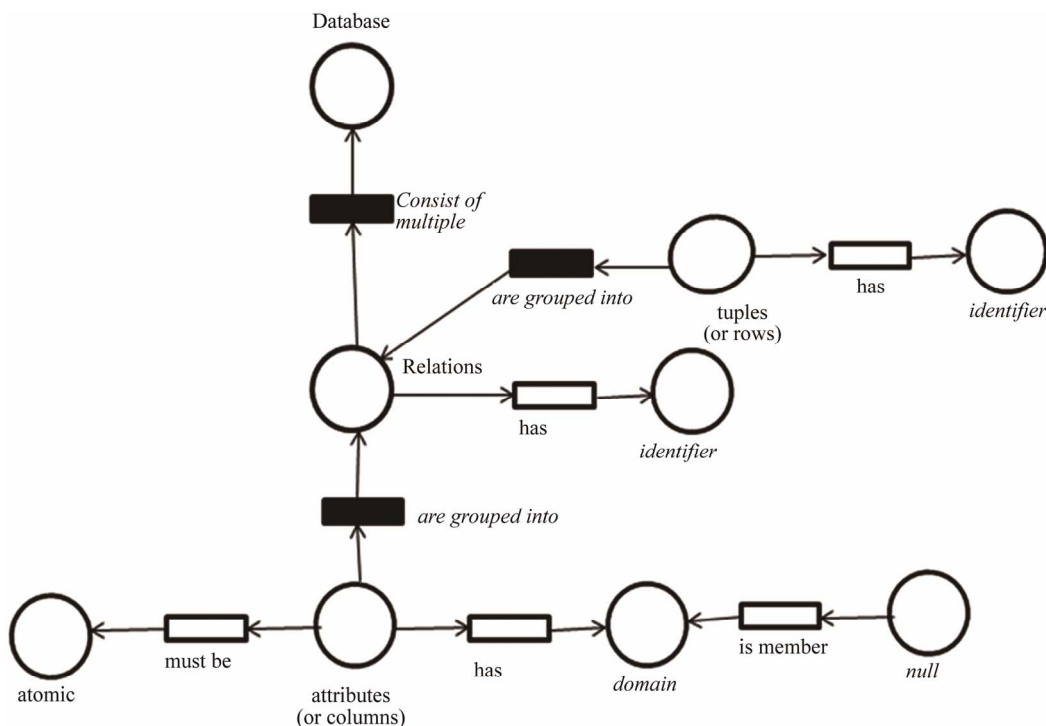 Database
Consist of
multiple
are grouped into
tuples
(or rows)
has
identifier
Relations
has
identifier
are grouped into
atomic
must be
attributes
(or columns)
has
domain
is member
null